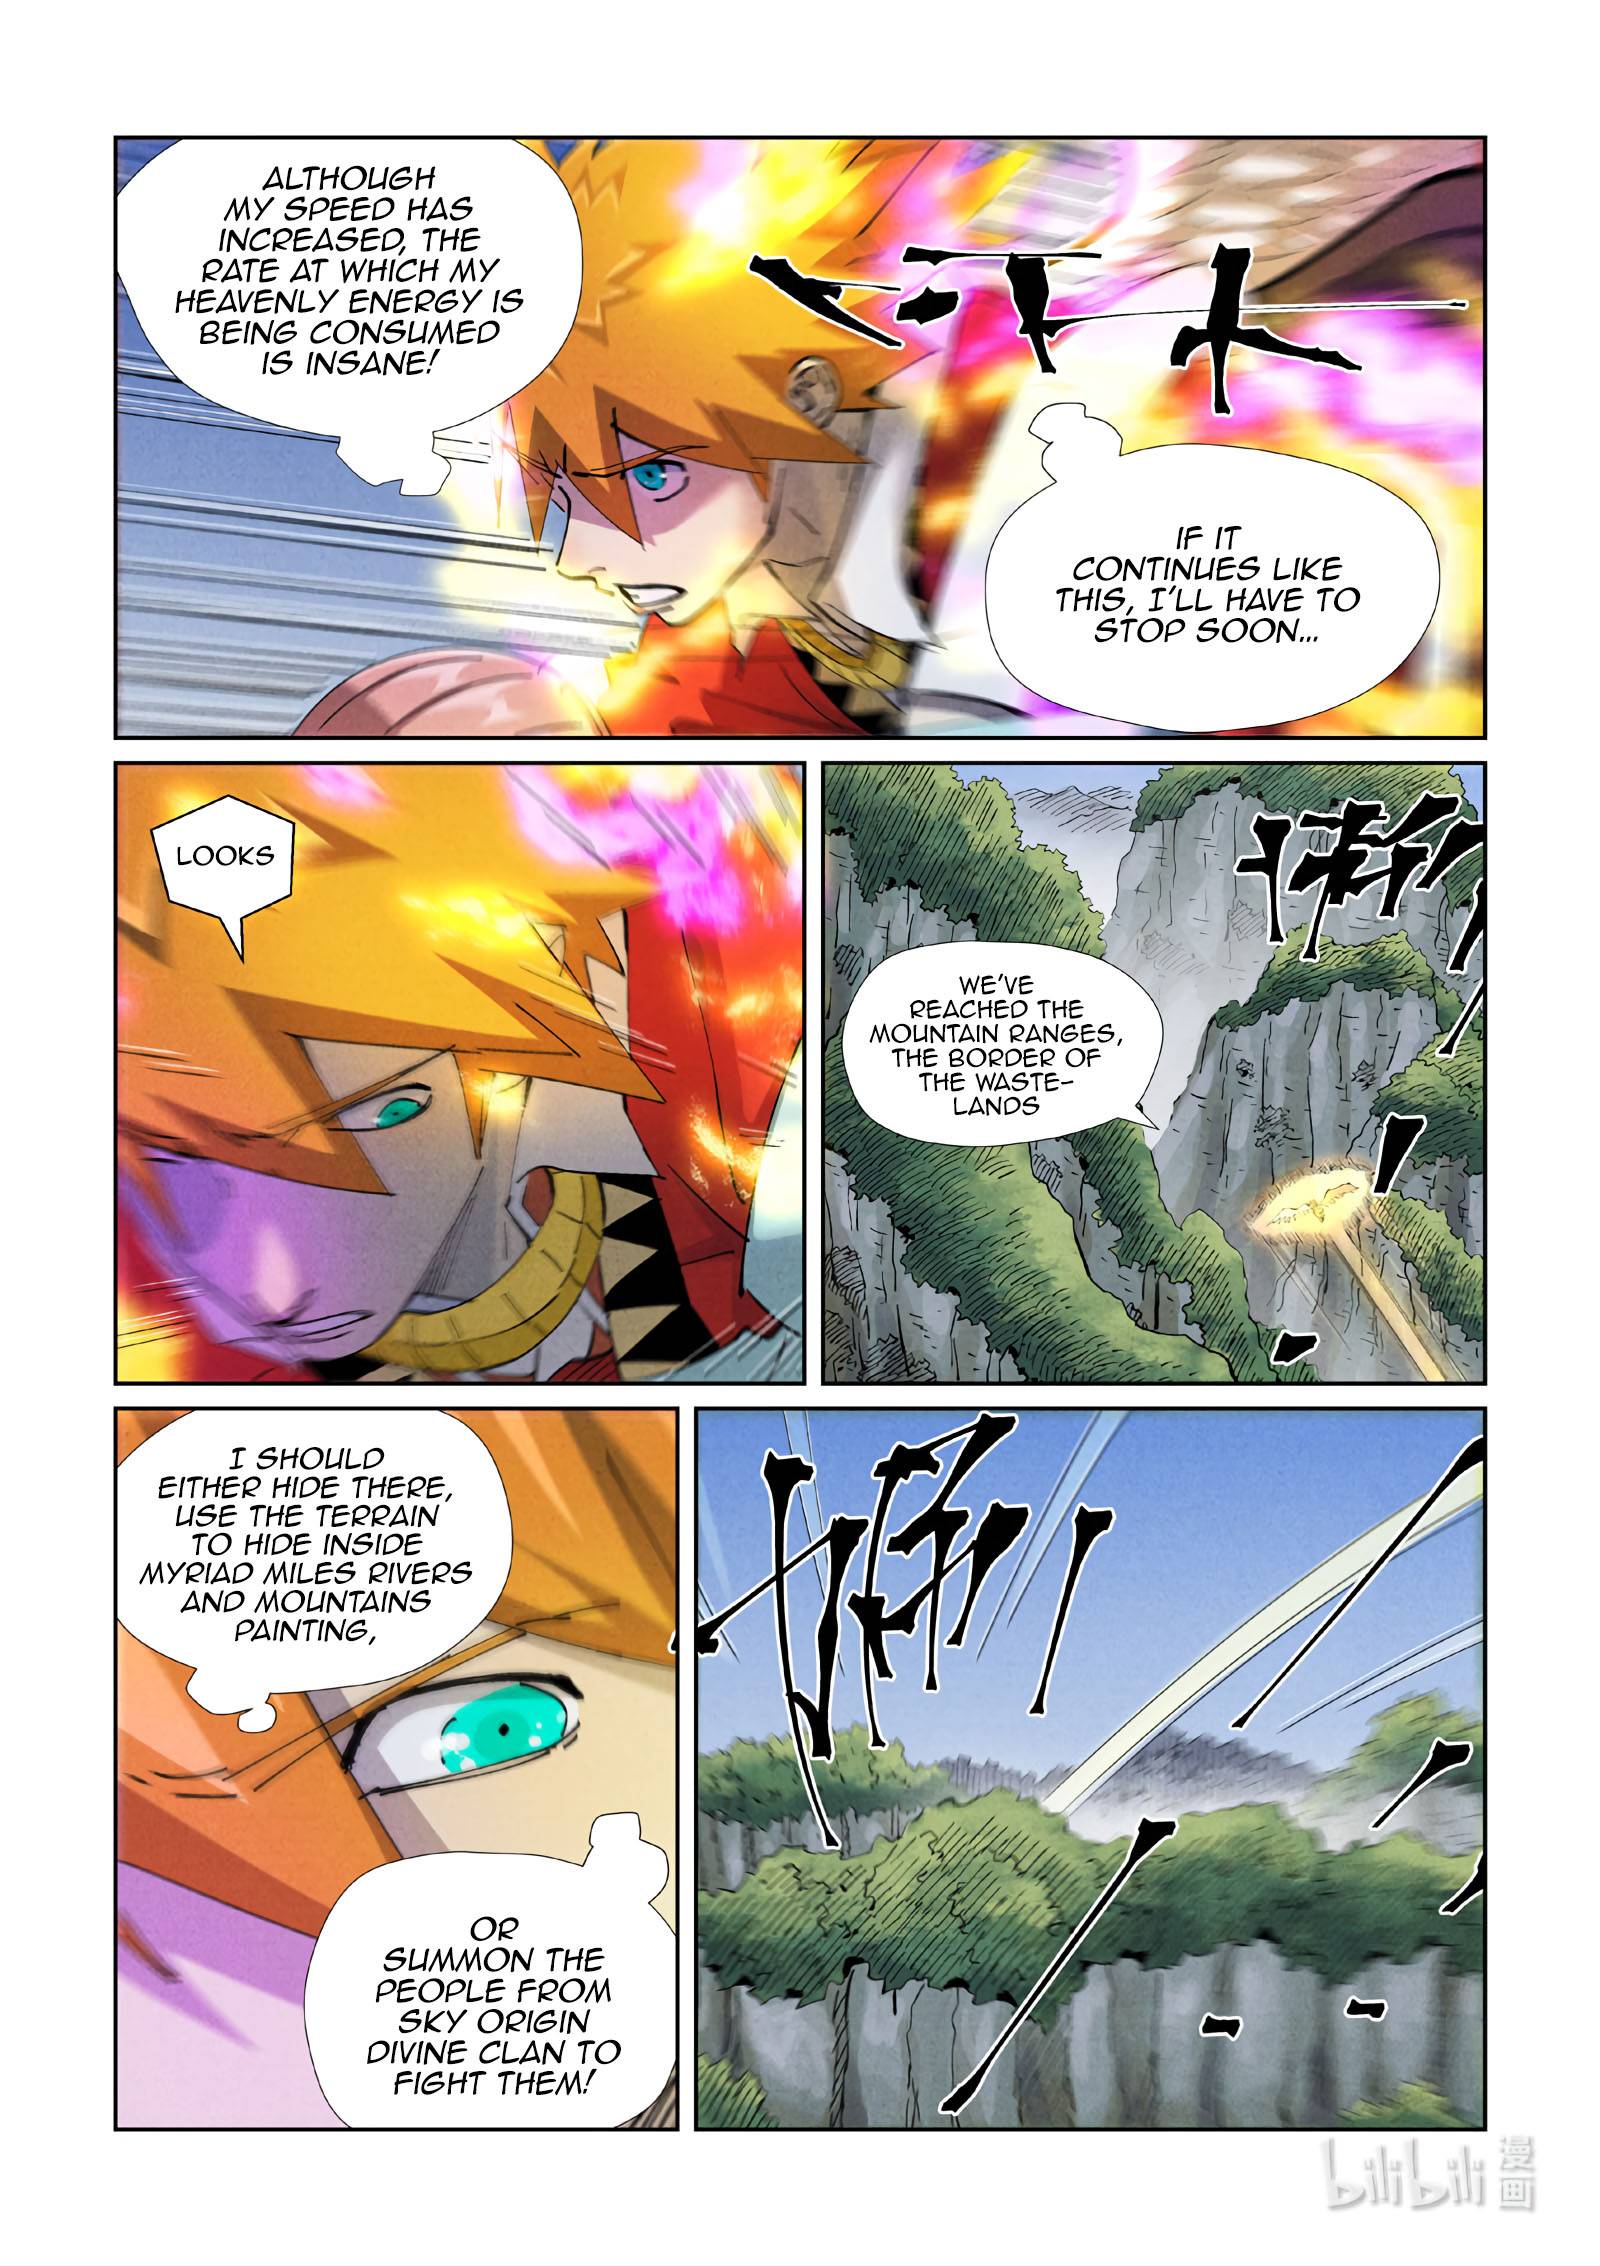 ALTHOUGH
MY SPEED HAS
INCREASED, THE
RATE AT WHICH MY
HEAVENLY ENERGY IS
BEING CONSUMED
IS INSANE!
IF IT
CONTINUES LIKE
THIS, I'LL HAVE TO
STOP SOON...
LOOKS
WE'VE
REACHED THE
MOUNTAIN RANGES,
THE BORDER OF
THE WASTE-
LANDS
I SHOULD
EITHER HIDE THERE,
USE THE TERRAIN
TO HIDE INSIDE
MYRIAD MILES RIVERS
AND MOUNTAINS
PAINTING,
OR
SUMMON THE
PEOPLE FROM
SKY ORIGIN
DIVINE CLAN TO
FIGHT THEM!
bilibili 漫画